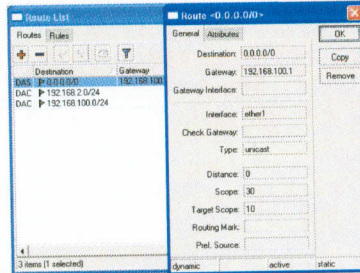 Route List
Routes Rules
Destination Gateway
DAS 0.0.0.0/0 192.168.100.
DAC 192.168.2.0/24
DAC 192.168.100.0/24
3 items (1 selected)
Route <0.0.0.0/0>
General Attributes
Destination: 0.0.0.0/0
Gateway: 192.168.100.1
Gateway Interface:
Interface: ether1
Check Gateway:
Type: unicast
Distance: 0
Scope: 30
Target Scope: 10
Routing Mark:
Pref. Source:
dynamic active static
OK
Copy
Remove